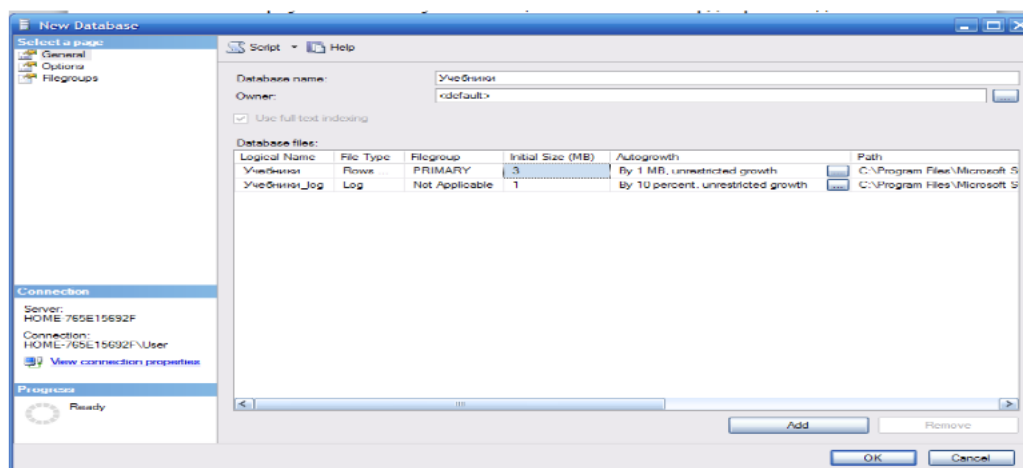 New Database
Select a page
General
Options
Filegroups
Script Help
Database name: Учебники
Owner: <default> ...
Use full text indexing
Database files:
Logical Name File Type Filegroup Initial Size (MB) Autogrowth Path
Учебники Rows ... PRIMARY 3 By 1 MB, unrestricted growth ... C:\Program Files\Microsoft S
Учебники_log Log Not Applicable 1 By 10 percent, unrestricted growth ... C:\Program Files\Microsoft S
Connection
Server:
HOME-765E15692F
Connection:
HOME-765E15692F\User
View connection properties
Progress
Ready
Add Remove
OK Cancel